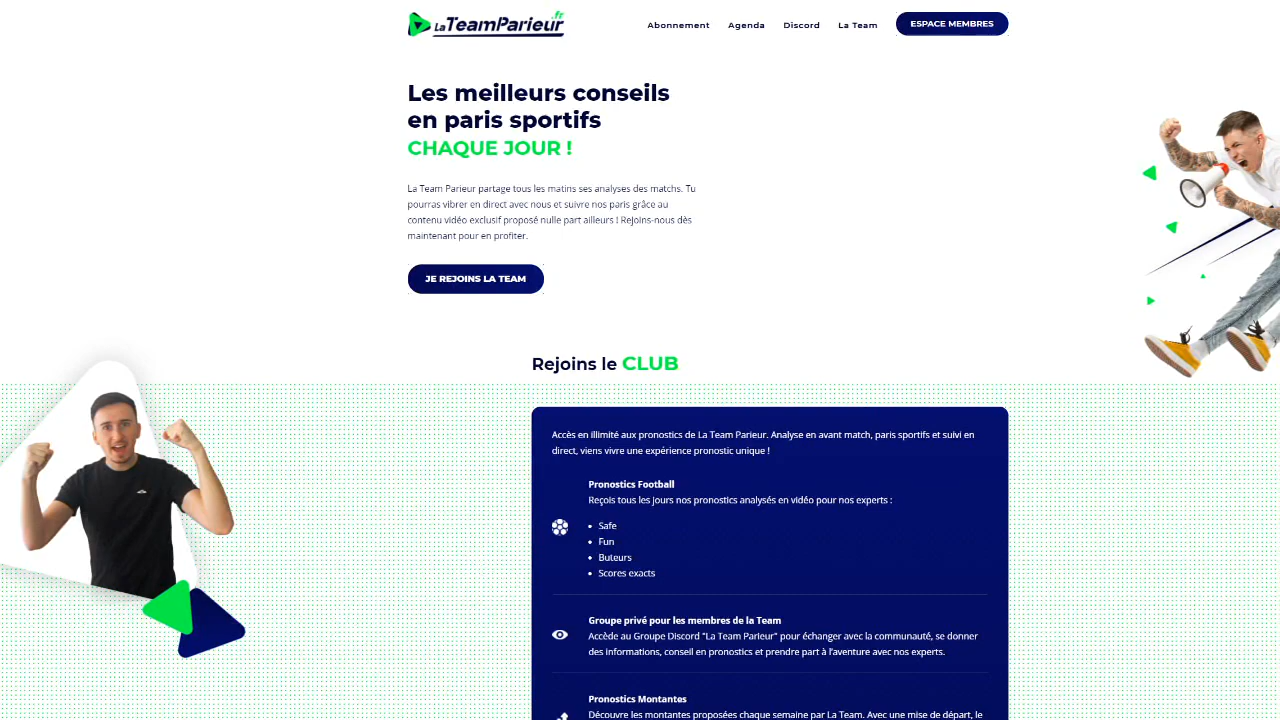 LaTeamParieur.fr
Abonnement
Agenda
Discord
La Team
ESPACE MEMBRES
Les meilleurs conseils
en paris sportifs
CHAQUE JOUR !
La Team Parieur partage tous les matins ses analyses des matchs. Tu
pourras vibrer en direct avec nous et suivre nos paris grâce au
contenu vidéo exclusif proposé nulle part ailleurs ! Rejoins-nous dès
maintenant pour en profiter.
JE REJOINS LA TEAM
Rejoins le CLUB
Accès en illimité aux pronostics de La Team Parieur. Analyse en avant match, paris sportifs et suivi en
direct, viens vivre une expérience pronostic unique !
Pronostics Football
Reçois tous les jours nos pronostics analysés en vidéo pour nos experts :
• Safe
• Fun
• Buteurs
• Scores exacts
Groupe privé pour les membres de la Team
Accède au Groupe Discord "La Team Parieur" pour échanger avec la communauté, se donner
des informations, conseil en pronostics et prendre part à l'aventure avec nos experts.
Pronostics Montantes
Découvre les montantes proposées chaque semaine par La Team. Avec une mise de départ, le